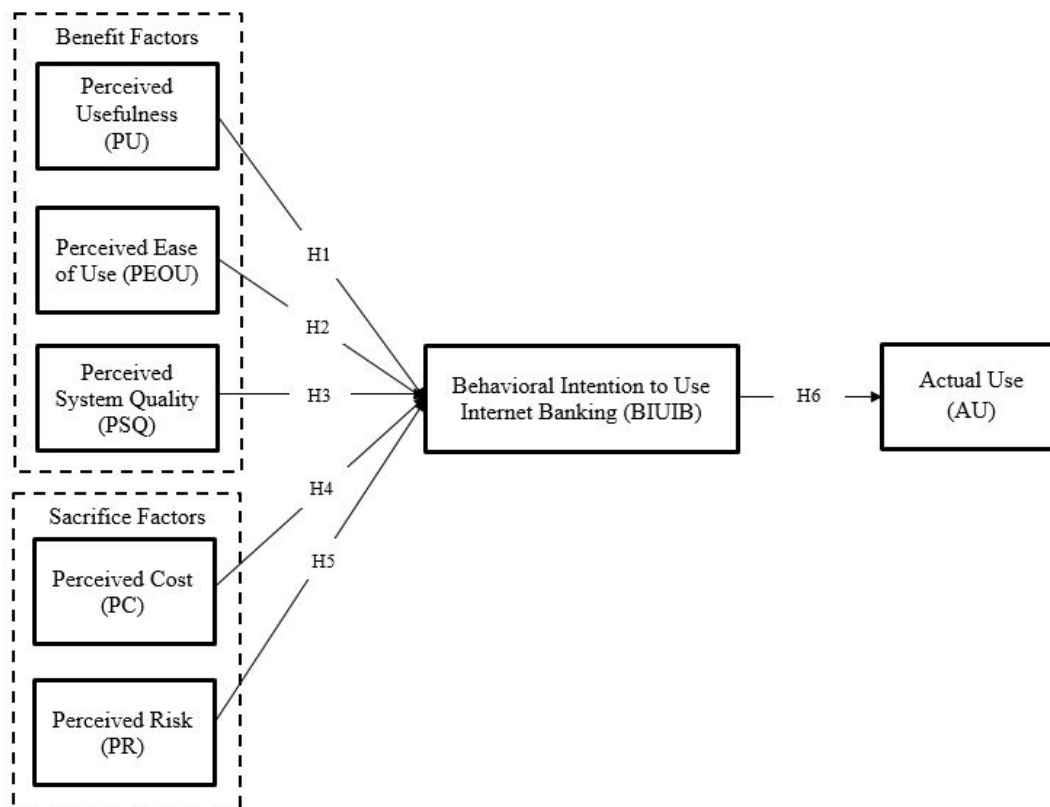 Benefit Factors
Perceived
Usefulness
(PU)
Perceived Ease
of Use (PEOU)
Perceived
System Quality
(PSQ)
Sacrifice Factors
Perceived Cost
(PC)
Perceived Risk
(PR)
H1
H2
H3
H4
H5
Behavioral Intention to Use
Internet Banking (BIUIB)
H6
Actual Use
(AU)